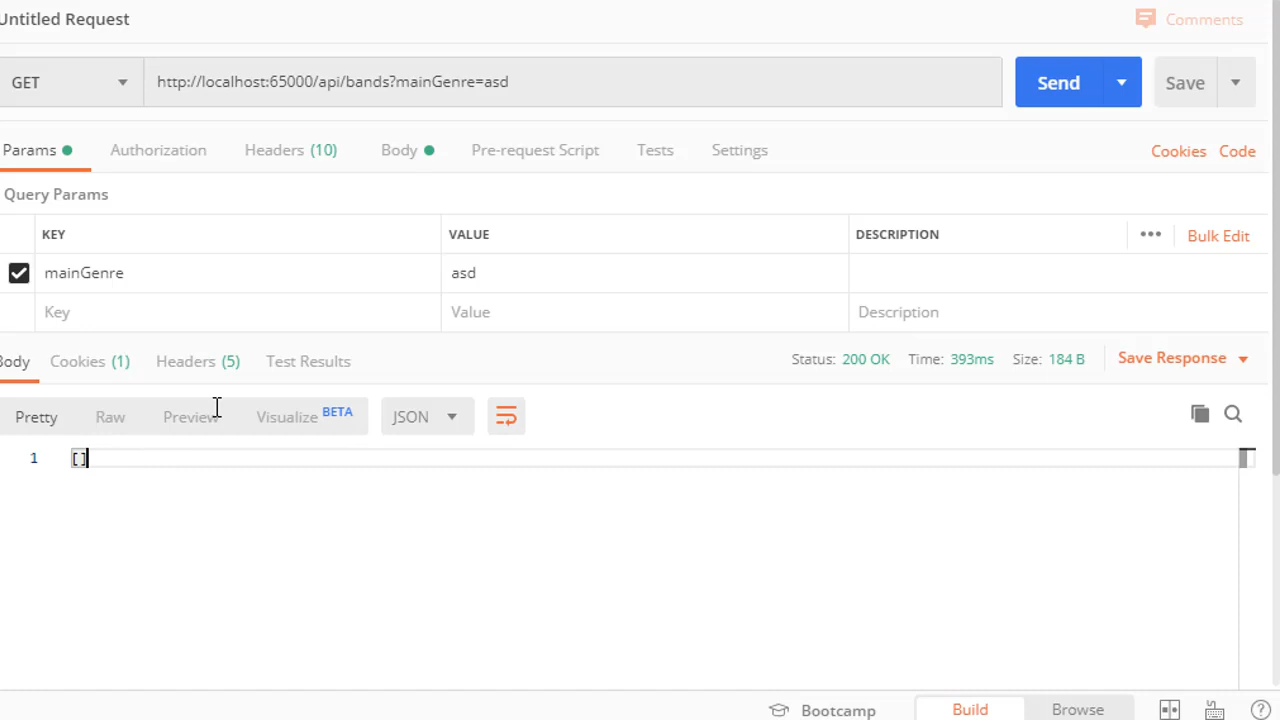 Untitled Request
Comments
GET http://localhost:65000/api/bands?mainGenre=asd Send Save
Params Authorization Headers (10) Body Pre-request Script Tests Settings Cookies Code
Query Params
KEY VALUE DESCRIPTION ••• Bulk Edit
mainGenre asd
Key Value Description
Body Cookies (1) Headers (5) Test Results Status: 200 OK Time: 393ms Size: 184 B Save Response
Pretty Raw Preview Visualize BETA JSON
1 []
Bootcamp Build Browse ?